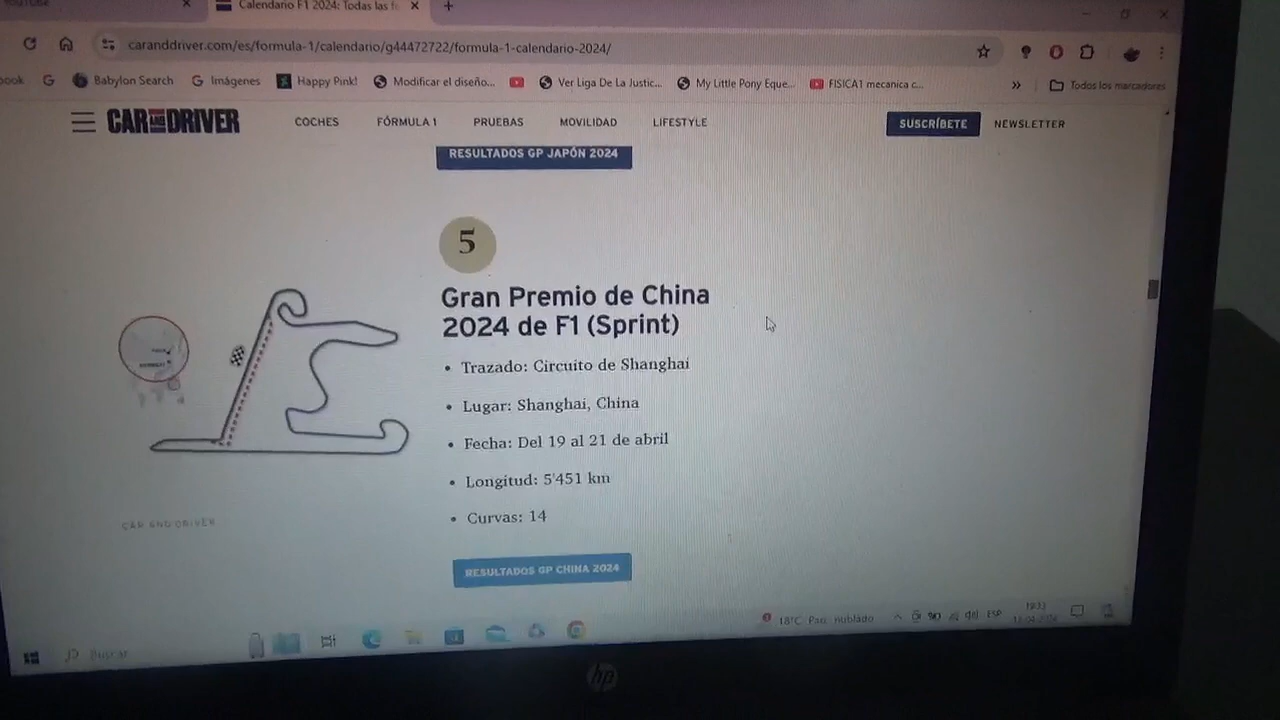 Calendario F1 2024: Todas las f
caranddriver.com/es/formula-1/calendario/g44472722/formula-1-calendario-2024/
ook
Babylon Search
Imágenes
Happy Pink!
Modificar el diseño...
Ver Liga De La Justic...
My Little Pony Eque...
FISICA1 mecanica c...
»
Todos los marcadores
CAR AND DRIVER
COCHES
FÓRMULA 1
PRUEBAS
MOVILIDAD
LIFESTYLE
SUSCRÍBETE
NEWSLETTER
RESULTADOS GP JAPÓN 2024
5
Gran Premio de China
2024 de F1 (Sprint)
• Trazado: Circuito de Shanghai
• Lugar: Shanghai, China
• Fecha: Del 19 al 21 de abril
• Longitud: 5'451 km
• Curvas: 14
CAR AND DRIVER
RESULTADOS GP CHINA 2024
Buscar
18°C Parc. nublado
ESP
hp